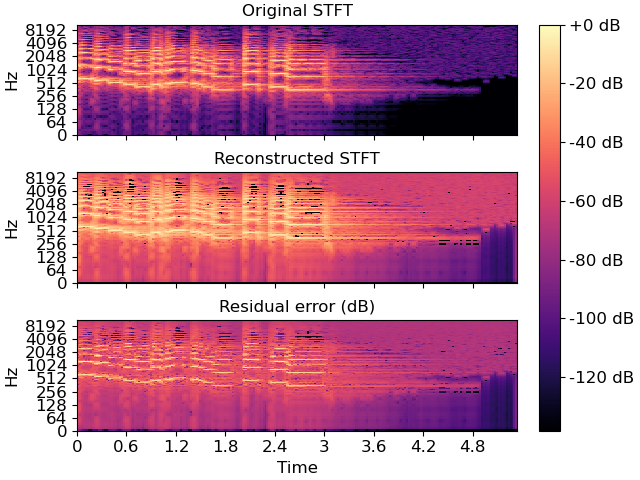 Original STFT
+0 dB
8192
4096
2048
1024
512
256
128
64
0
Hz
-20 dB
-40 dB
Reconstructed STFT
8192
4096
2048
1024
512
256
128
64
0
Hz
-60 dB
-80 dB
Residual error (dB)
8192
4096
2048
1024
512
256
128
64
0
Hz
-100 dB
-120 dB
0 0.6 1.2 1.8 2.4 3 3.6 4.2 4.8
Time